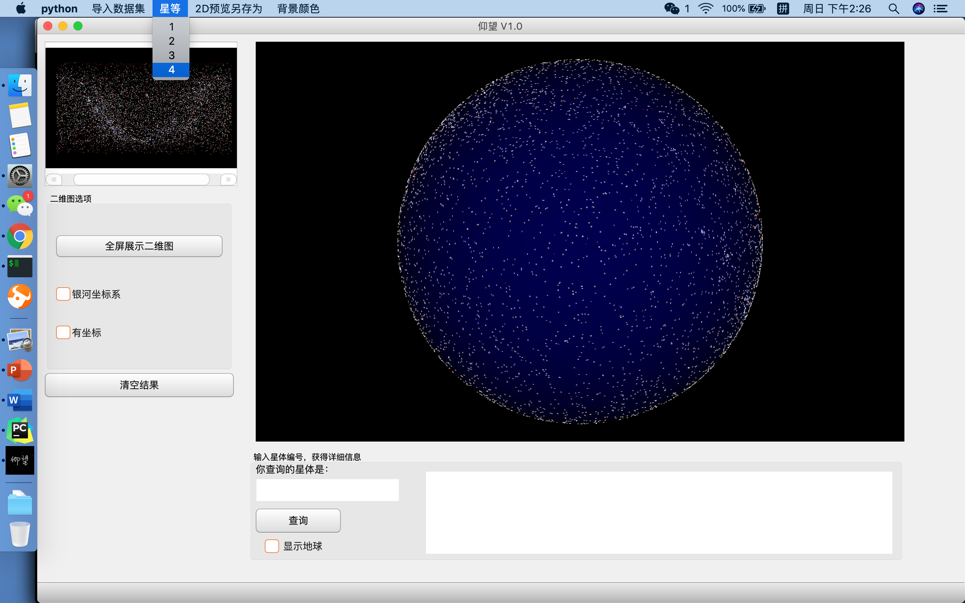 python 导入数据集 星等 2D预览另存为 背景颜色 1 100% 拼 周日 下午2:26
仰望 V1.0
1
2
3
4
二维图选项
全屏展示二维图
银河坐标系
有坐标
清空结果
输入星体编号，获得详细信息
你查询的星体是：
查询
显示地球
1
$
P
W
PC
仰望